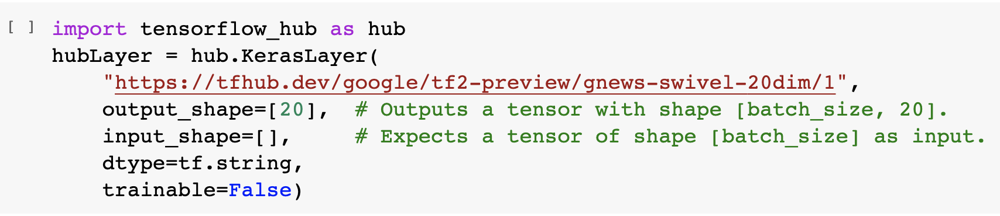 [ ] import tensorflow_hub as hub
hubLayer = hub.KerasLayer(
    "https://tfhub.dev/google/tf2-preview/gnews-swivel-20dim/1",
    output_shape=[20],  # Outputs a tensor with shape [batch_size, 20].
    input_shape=[],     # Expects a tensor of shape [batch_size] as input.
    dtype=tf.string,
    trainable=False)